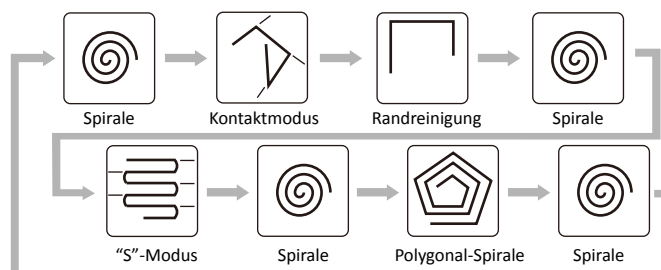 Spirale
Kontaktmodus
Randreinigung
Spirale
“S”-Modus
Spirale
Polygonal-Spirale
Spirale